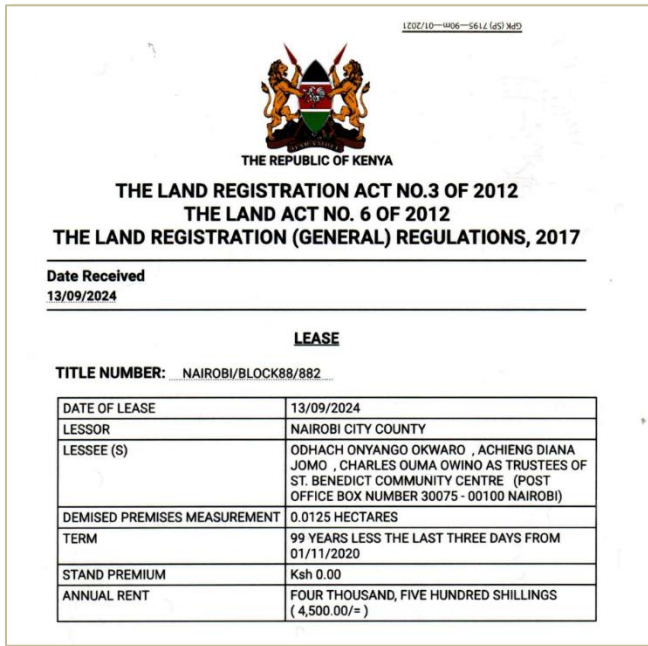 GPK (SP) 7195—90m—01/2021
THE REPUBLIC OF KENYA
THE LAND REGISTRATION ACT NO.3 OF 2012
THE LAND ACT NO. 6 OF 2012
THE LAND REGISTRATION (GENERAL) REGULATIONS, 2017
Date Received
13/09/2024
LEASE
TITLE NUMBER: NAIROBI/BLOCK88/882
DATE OF LEASE 13/09/2024
LESSOR NAIROBI CITY COUNTY
LESSEE (S) ODHACH ONYANGO OKWARO , ACHIENG DIANA
JOMO , CHARLES OUMA OWINO AS TRUSTEES OF
ST. BENEDICT COMMUNITY CENTRE (POST
OFFICE BOX NUMBER 30075 - 00100 NAIROBI)
DEMISED PREMISES MEASUREMENT 0.0125 HECTARES
TERM 99 YEARS LESS THE LAST THREE DAYS FROM
01/11/2020
STAND PREMIUM Ksh 0.00
ANNUAL RENT FOUR THOUSAND, FIVE HUNDRED SHILLINGS
( 4,500.00/= )